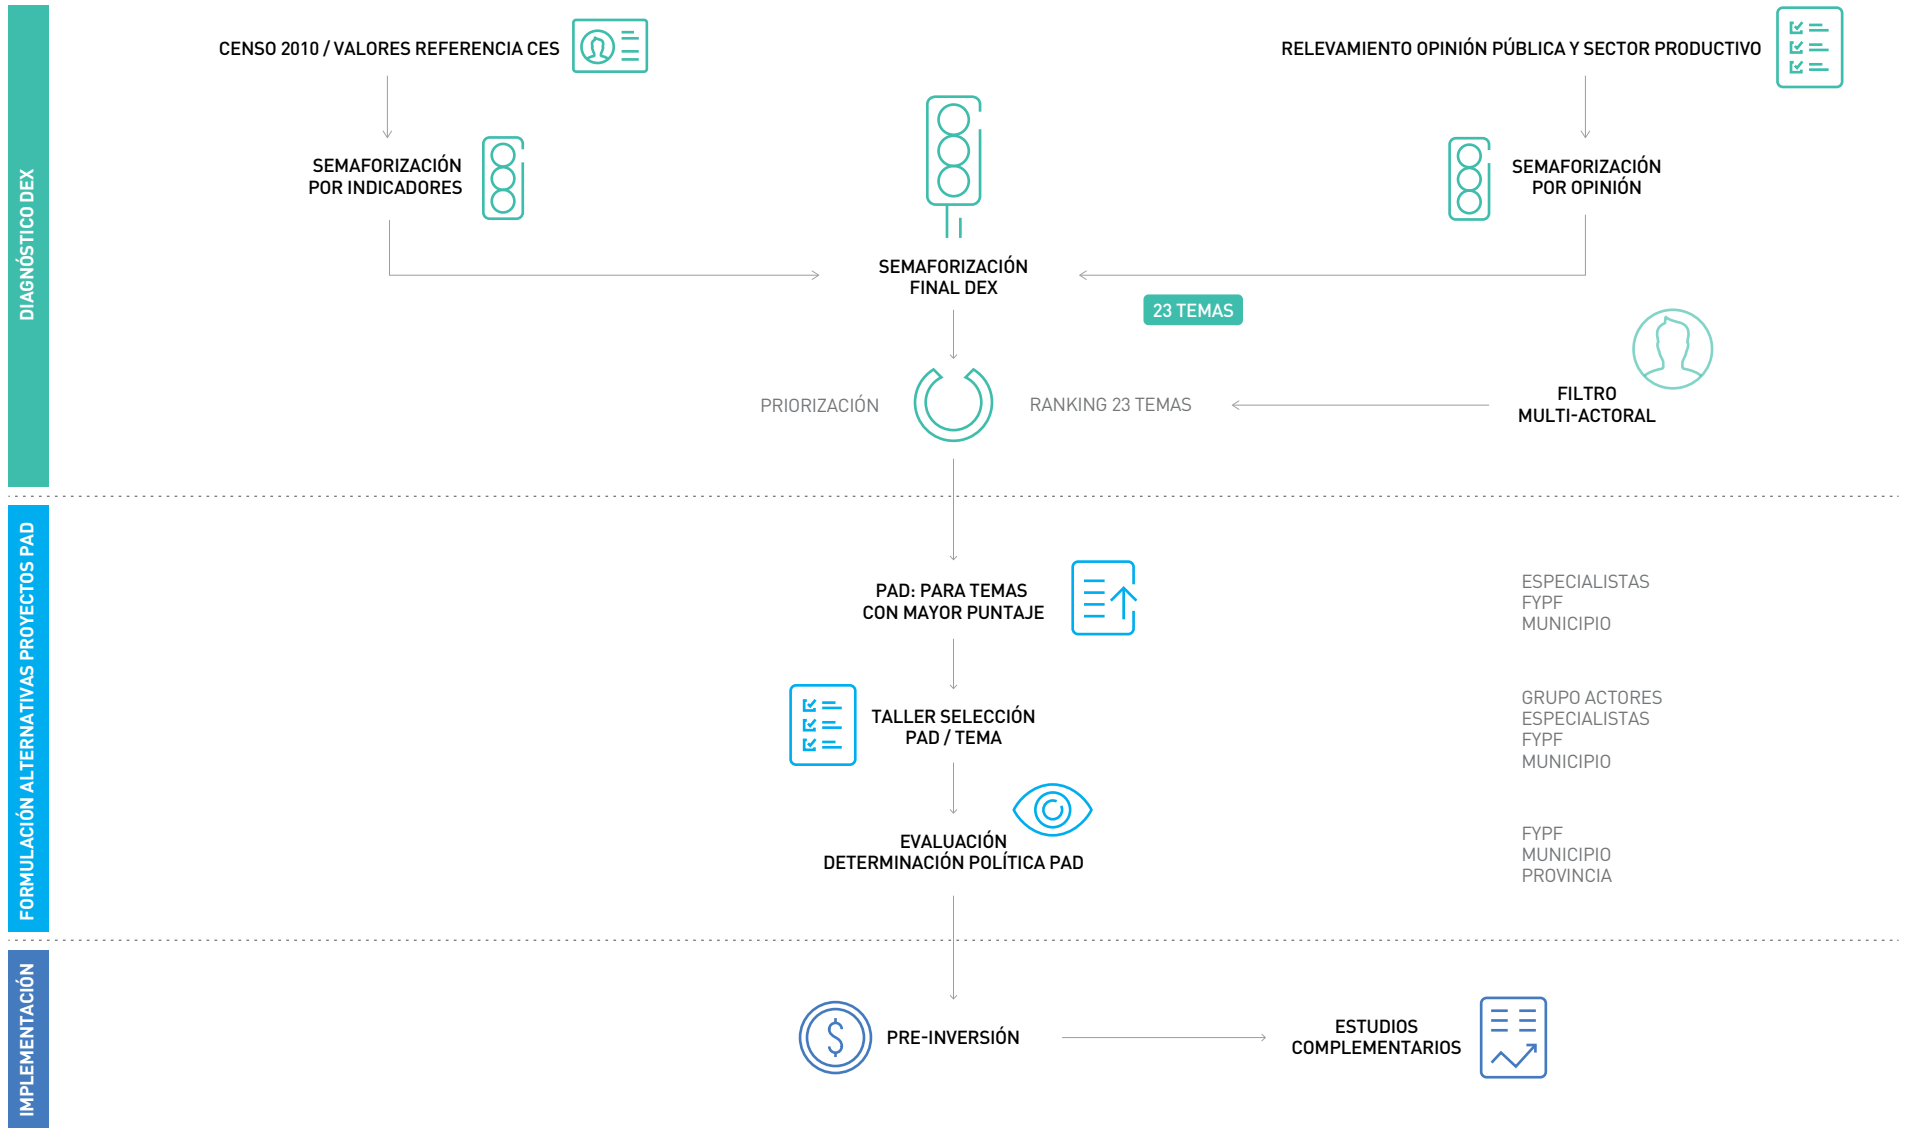 DIAGNÓSTICO DEX
CENSO 2010 / VALORES REFERENCIA CES
RELEVAMIENTO OPINIÓN PÚBLICA Y SECTOR PRODUCTIVO
SEMAFORIZACIÓN
POR INDICADORES
SEMAFORIZACIÓN
POR OPINIÓN
SEMAFORIZACIÓN
FINAL DEX
23 TEMAS
PRIORIZACIÓN
RANKING 23 TEMAS
FILTRO
MULTI-ACTORAL
FORMULACIÓN ALTERNATIVAS PROYECTOS PAD
PAD: PARA TEMAS
CON MAYOR PUNTAJE
ESPECIALISTAS
FYPF
MUNICIPIO
TALLER SELECCIÓN
PAD / TEMA
GRUPO ACTORES
ESPECIALISTAS
FYPF
MUNICIPIO
EVALUACIÓN
DETERMINACIÓN POLÍTICA PAD
FYPF
MUNICIPIO
PROVINCIA
IMPLEMENTACIÓN
$
PRE-INVERSIÓN
ESTUDIOS
COMPLEMENTARIOS